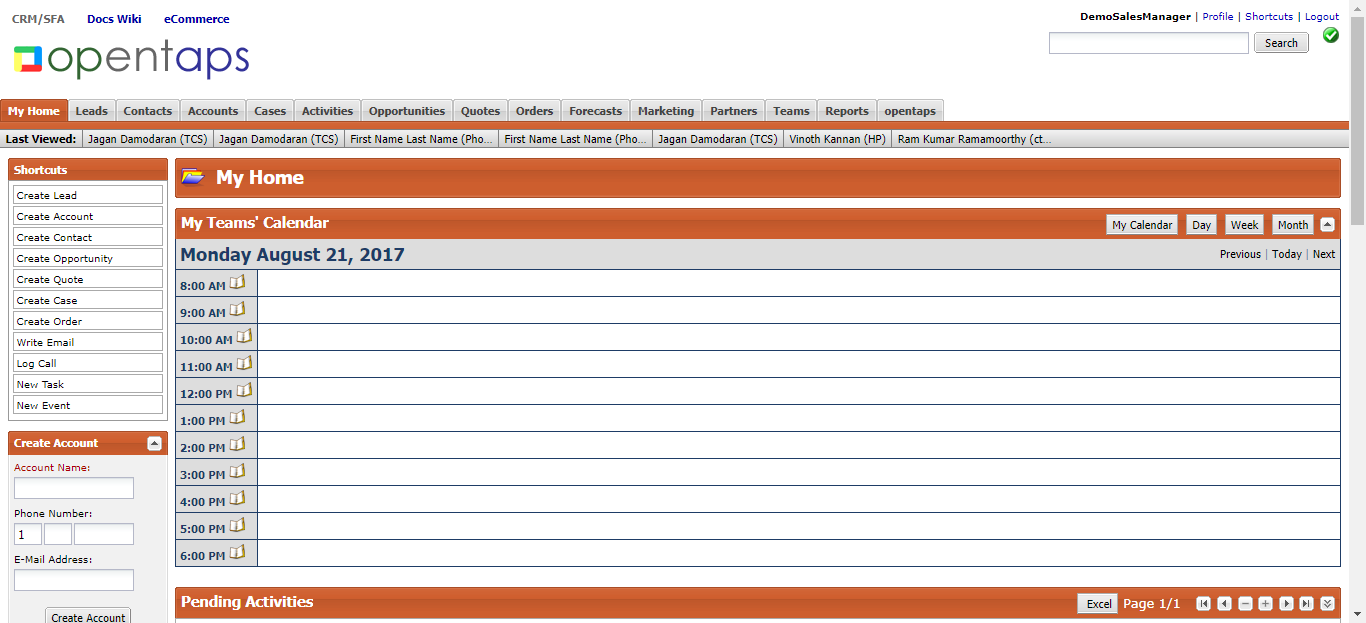 CRM/SFA Docs Wiki eCommerce
DemoSalesManager | Profile | Shortcuts | Logout
opentaps
Search
My Home Leads Contacts Accounts Cases Activities Opportunities Quotes Orders Forecasts Marketing Partners Teams Reports opentaps
Last Viewed: Jagan Damodaran (TCS) Jagan Damodaran (TCS) First Name Last Name (Pho... First Name Last Name (Pho... Jagan Damodaran (TCS) Vinoth Kannan (HP) Ram Kumar Ramamoorthy (ct...
Shortcuts
Create Lead
Create Account
Create Contact
Create Opportunity
Create Quote
Create Case
Create Order
Write Email
Log Call
New Task
New Event
Create Account
Account Name:
Phone Number:
1
E-Mail Address:
Create Account
My Home
My Teams' Calendar
My Calendar Day Week Month
Monday August 21, 2017
Previous | Today | Next
8:00 AM
9:00 AM
10:00 AM
11:00 AM
12:00 PM
1:00 PM
2:00 PM
3:00 PM
4:00 PM
5:00 PM
6:00 PM
Pending Activities
Excel Page 1/1